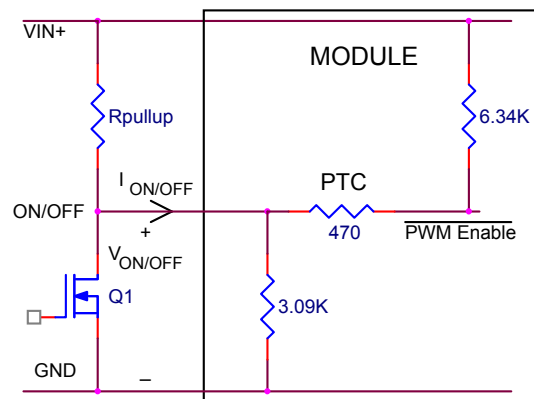 VIN+
MODULE
Rpullup
6.34K
I ON/OFF
PTC
ON/OFF
+
470
PWM Enable
V ON/OFF
Q1
3.09K
GND
–